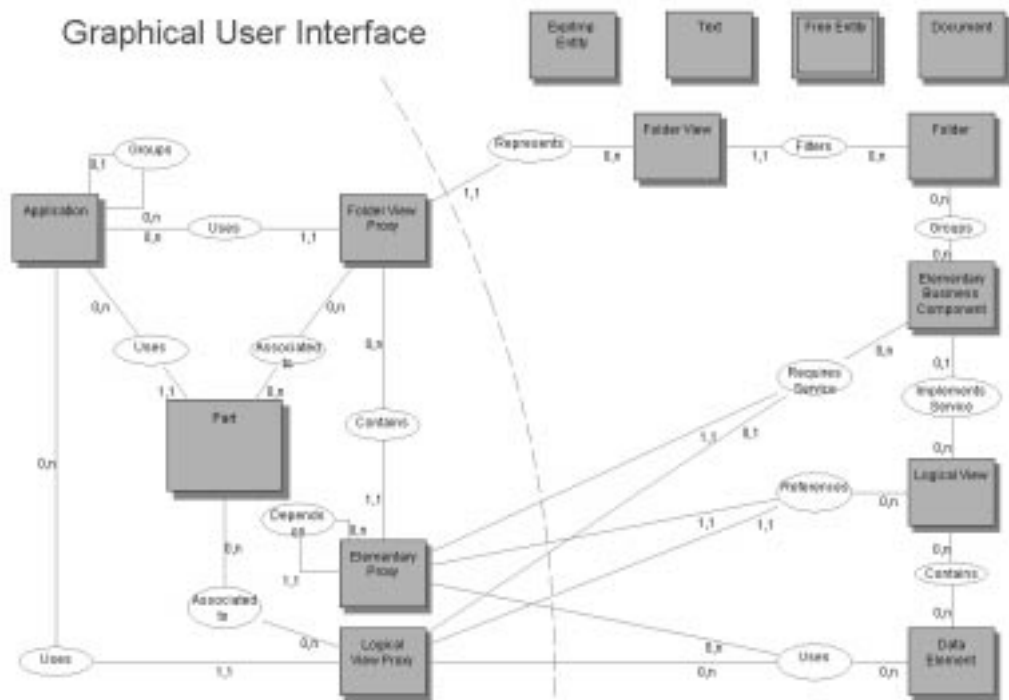 Graphical User Interface
Text
Free Entity
Document
Entity
Groups
0,1
0,n
Represents
1,1
0,n
Folder View
1,1
Filters
0,n
Folder
Application
0,n
Uses
1,1
Folder View
Proxy
0,n
Groups
0,n
Elementary
Business
Component
0,n
Uses
1,1
0,n
Associated
to
0,n
0,n
Requires
Service
0,n
0,1
Implements
Service
0,n
Part
Contains
1,1
1,1
0,1
0,n
References
1,1
1,1
0,n
Logical View
Depends
on
0,n
1,1
Elementary
Proxy
0,n
Contains
0,n
0,n
Associated
to
0,n
Logical
View Proxy
Uses
1,1
0,n
0,n
Uses
0,n
Data
Element